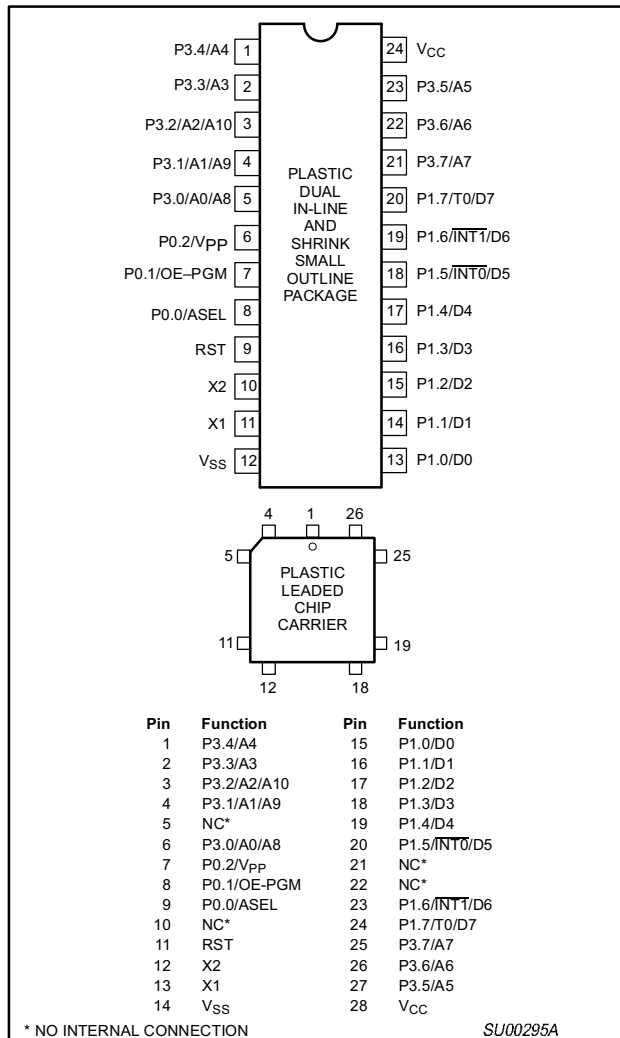 P3.4/A4 1 24 VCC
P3.3/A3 2 23 P3.5/A5
P3.2/A2/A10 3 22 P3.6/A6
P3.1/A1/A9 4 21 P3.7/A7
P3.0/A0/A8 5 20 P1.7/T0/D7
P0.2/VPP 6 19 P1.6/INT1/D6
P0.1/OE–PGM 7 18 P1.5/INT0/D5
P0.0/ASEL 8 17 P1.4/D4
RST 9 16 P1.3/D3
X2 10 15 P1.2/D2
X1 11 14 P1.1/D1
VSS 12 13 P1.0/D0
PLASTIC
DUAL
IN-LINE
AND
SHRINK
SMALL
OUTLINE
PACKAGE
4 1 26
5 25
PLASTIC
LEADED
CHIP
CARRIER
11 19
12 18
Pin Function Pin Function
1 P3.4/A4 15 P1.0/D0
2 P3.3/A3 16 P1.1/D1
3 P3.2/A2/A10 17 P1.2/D2
4 P3.1/A1/A9 18 P1.3/D3
5 NC* 19 P1.4/D4
6 P3.0/A0/A8 20 P1.5/INT0/D5
7 P0.2/VPP 21 NC*
8 P0.1/OE-PGM 22 NC*
9 P0.0/ASEL 23 P1.6/INT1/D6
10 NC* 24 P1.7/T0/D7
11 RST 25 P3.7/A7
12 X2 26 P3.6/A6
13 X1 27 P3.5/A5
14 VSS 28 VCC
* NO INTERNAL CONNECTION SU00295A